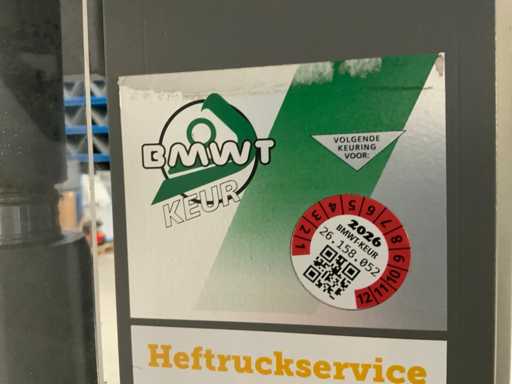 BMWT
KEUR
VOLGENDE
KEURING
VOOR:
1 2 3 4 5 6 7 8 9 10 11 12
2026
BMWT-KEUR
26.158.052
Heftruckservice